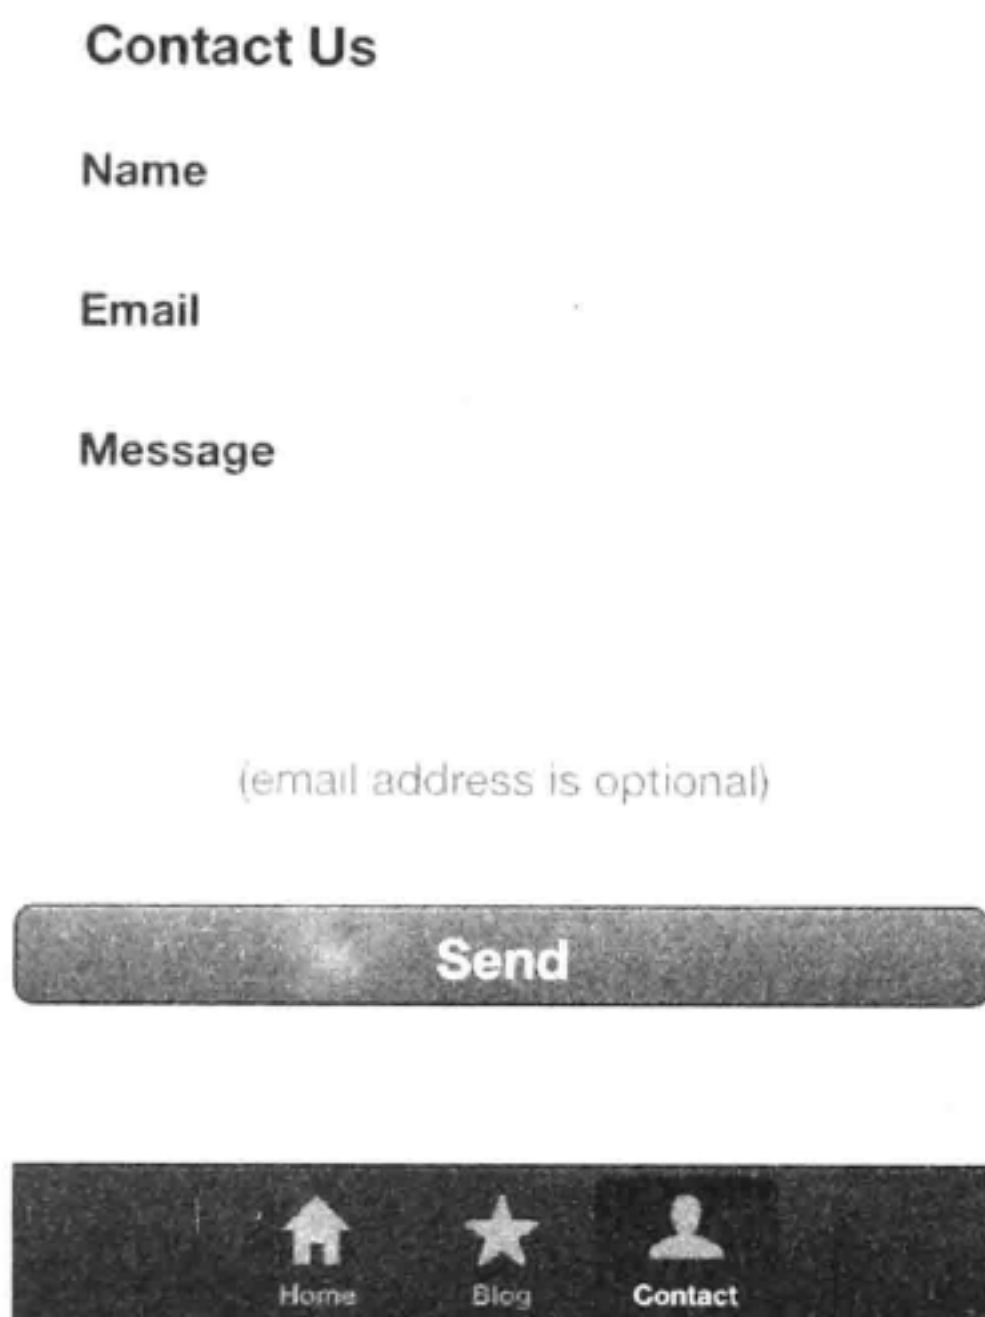 Contact Us
Name
Email
Message
(email address is optional)
Send
Home Blog Contact